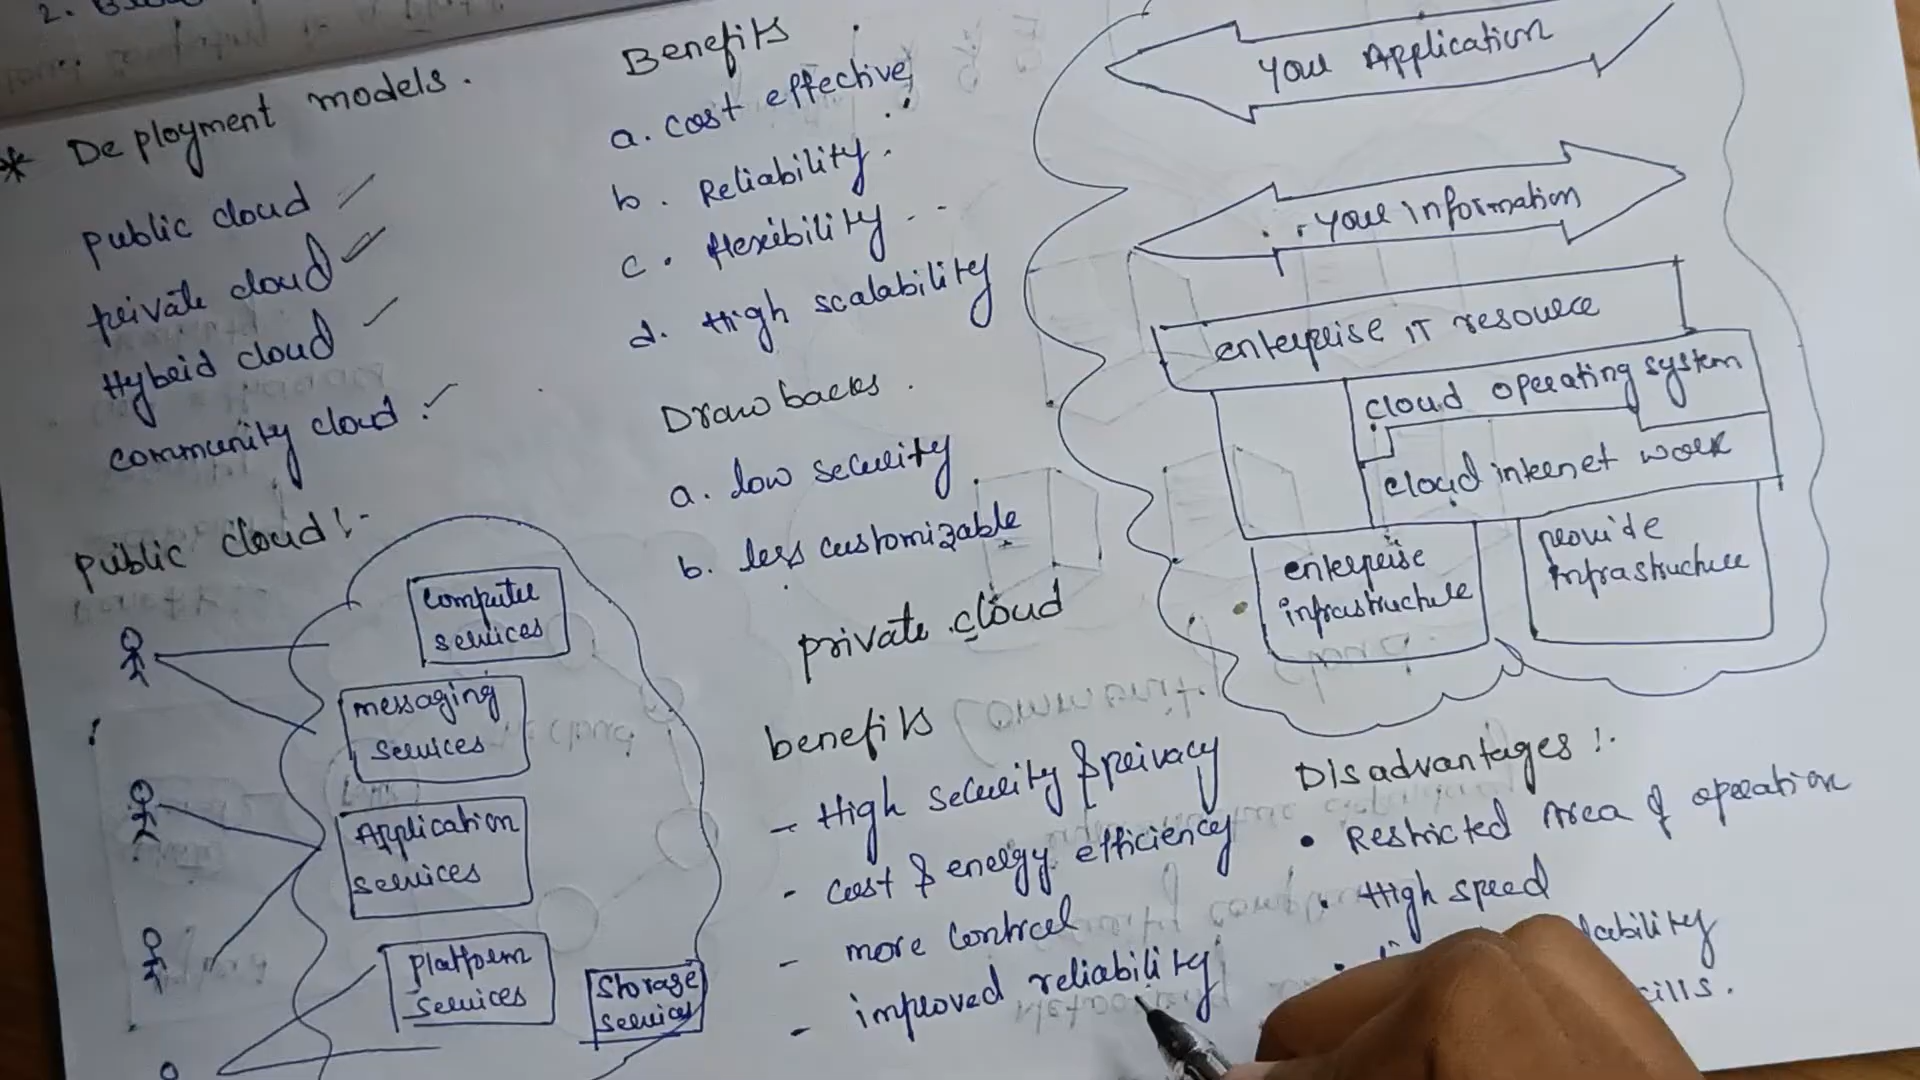 2.
* Deployment models.
public cloud
private cloud
Hybrid cloud
community cloud.
public cloud :-
computer
services
messaging
services
Application
services
platform
services
Storage
services
Benefits
a. cost effective
b. Reliability.
c. flexibility
d. High scalability
Drawbacks.
a. low security
b. less customizable
private cloud
benefits
- High security & privacy
- cost & energy efficiency
- more control
- improved reliability
your Application
your information
enterprise IT resource
cloud operating system
cloud internet work
enterprise
infrastructure
provide
infrastructure
Disadvantages :-
• Restricted Area of operation
• High speed